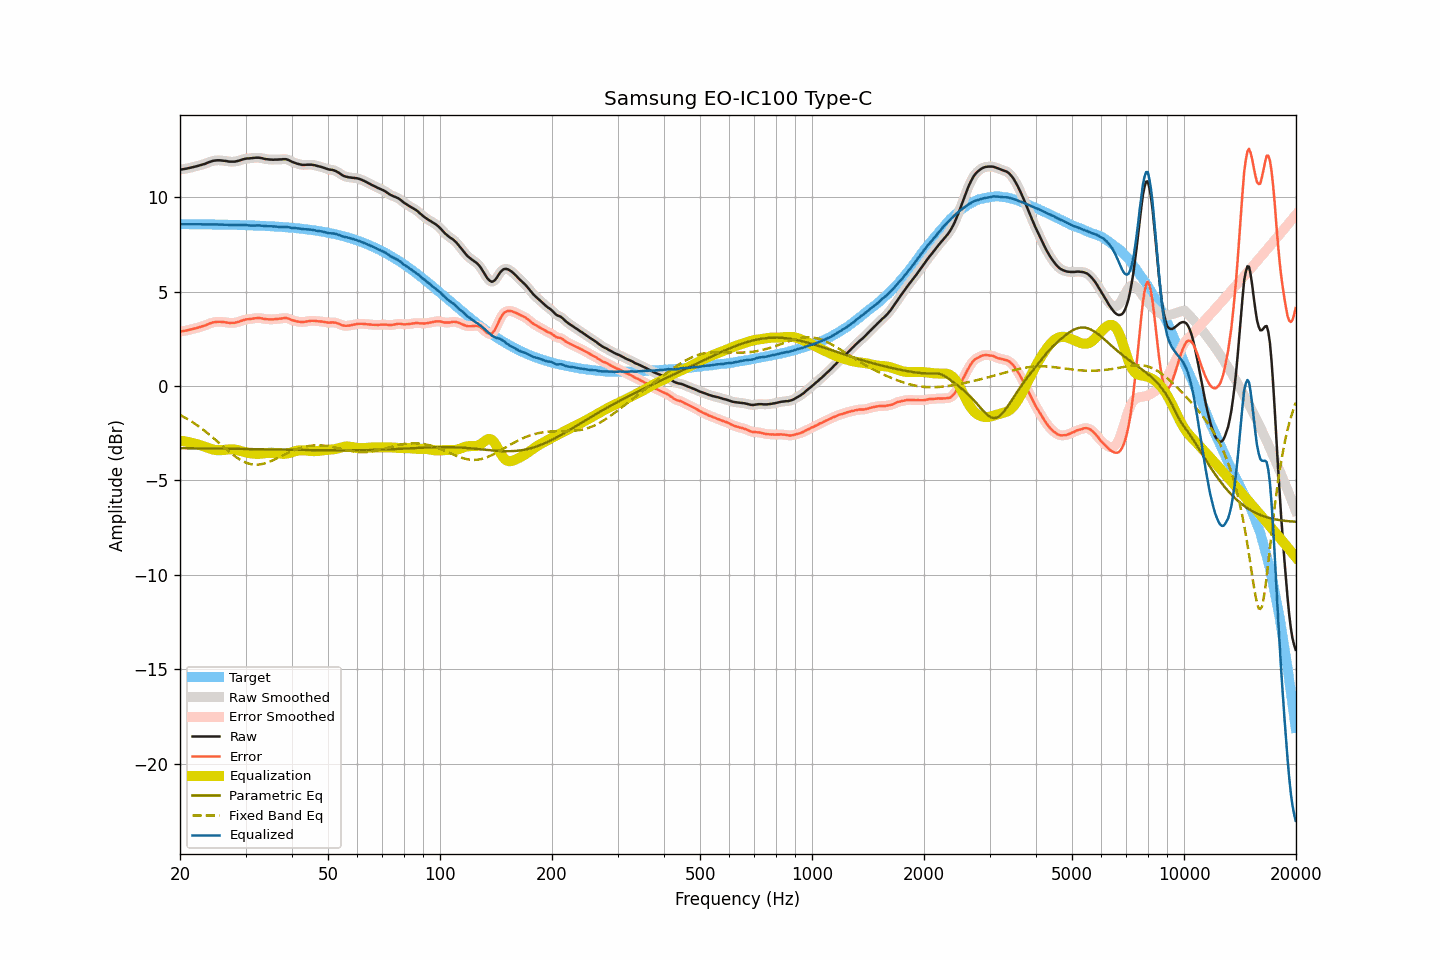 Samsung EO-IC100 Type-C
Amplitude (dBr)
10
5
0
−5
−10
−15
−20
Target
Raw Smoothed
Error Smoothed
Raw
Error
Equalization
Parametric Eq
Fixed Band Eq
Equalized
20 50 100 200 500 1000 2000 5000 10000 20000
Frequency (Hz)